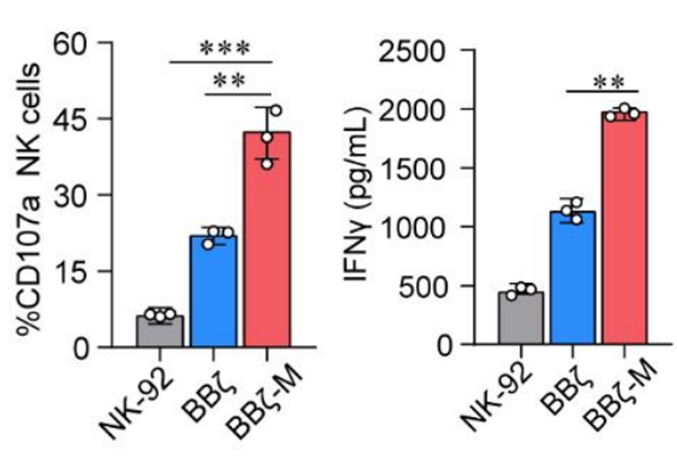 %CD107a NK cells
60
45
30
15
0
***
**
NK-92
BBζ
BBζ-M
IFNγ (pg/mL)
2500
2000
1500
1000
500
0
**
NK-92
BBζ
BBζ-M